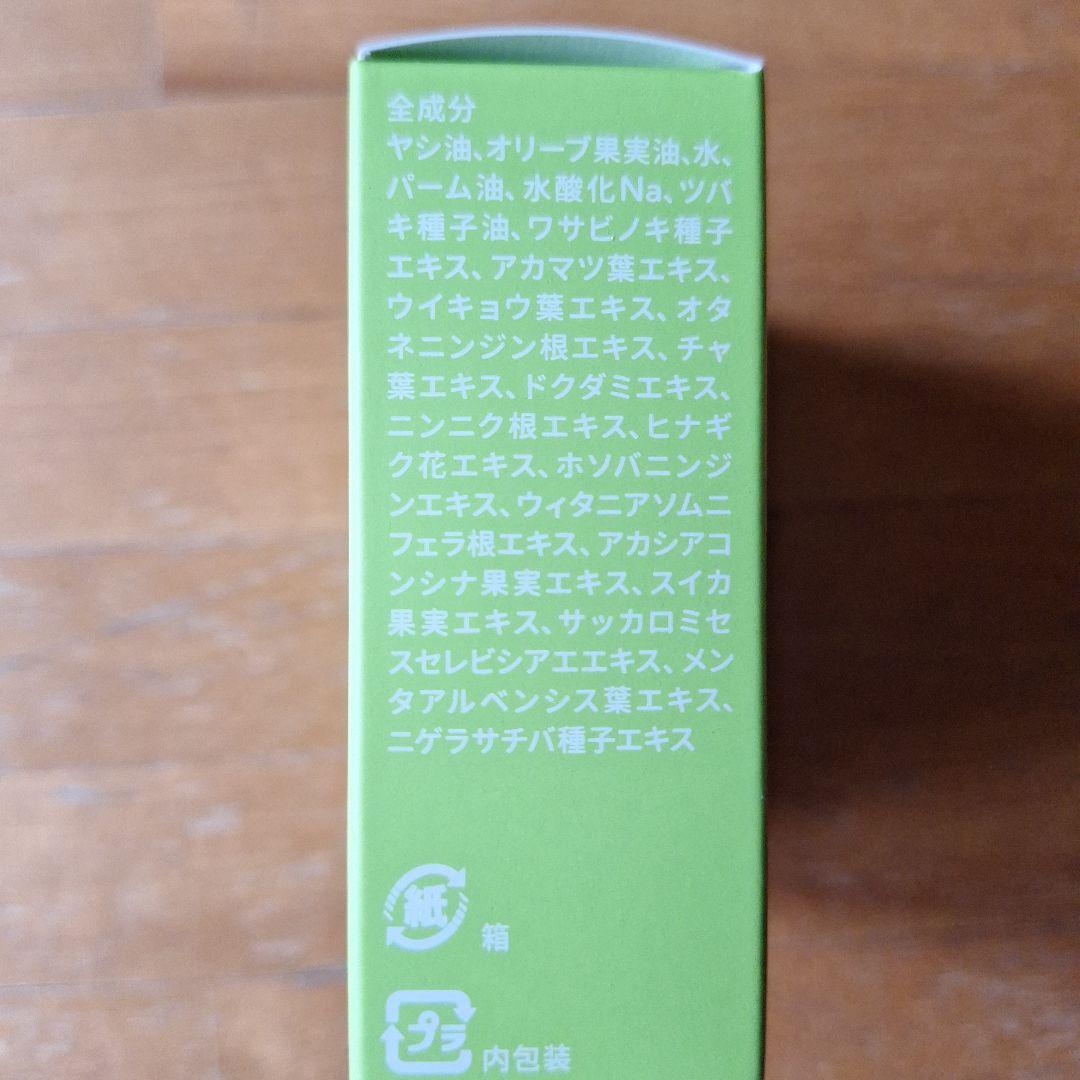 全成分
ヤシ油、オリーブ果実油、水、
パーム油、水酸化Na、ツバ
キ種子油、ワサビノキ種子
エキス、アカマツ葉エキス、
ウイキョウ葉エキス、オタ
ネニンジン根エキス、チャ
葉エキス、ドクダミエキス、
ニンニク根エキス、ヒナギ
ク花エキス、ホソバニンジ
ンエキス、ウィタニアソムニ
フェラ根エキス、アカシアコ
ンシナ果実エキス、スイカ
果実エキス、サッカロミセ
スセレビシアエエキス、メン
タアルベンシス葉エキス、
ニゲラサチバ種子エキス
紙 箱
プラ 内包装